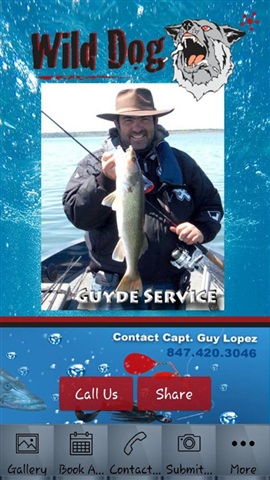 Wild Dog
GUYDE SERVICE
Contact Capt. Guy Lopez
847.420.3046
Call Us
Share
Gallery
Book A...
Contact...
Submit...
More